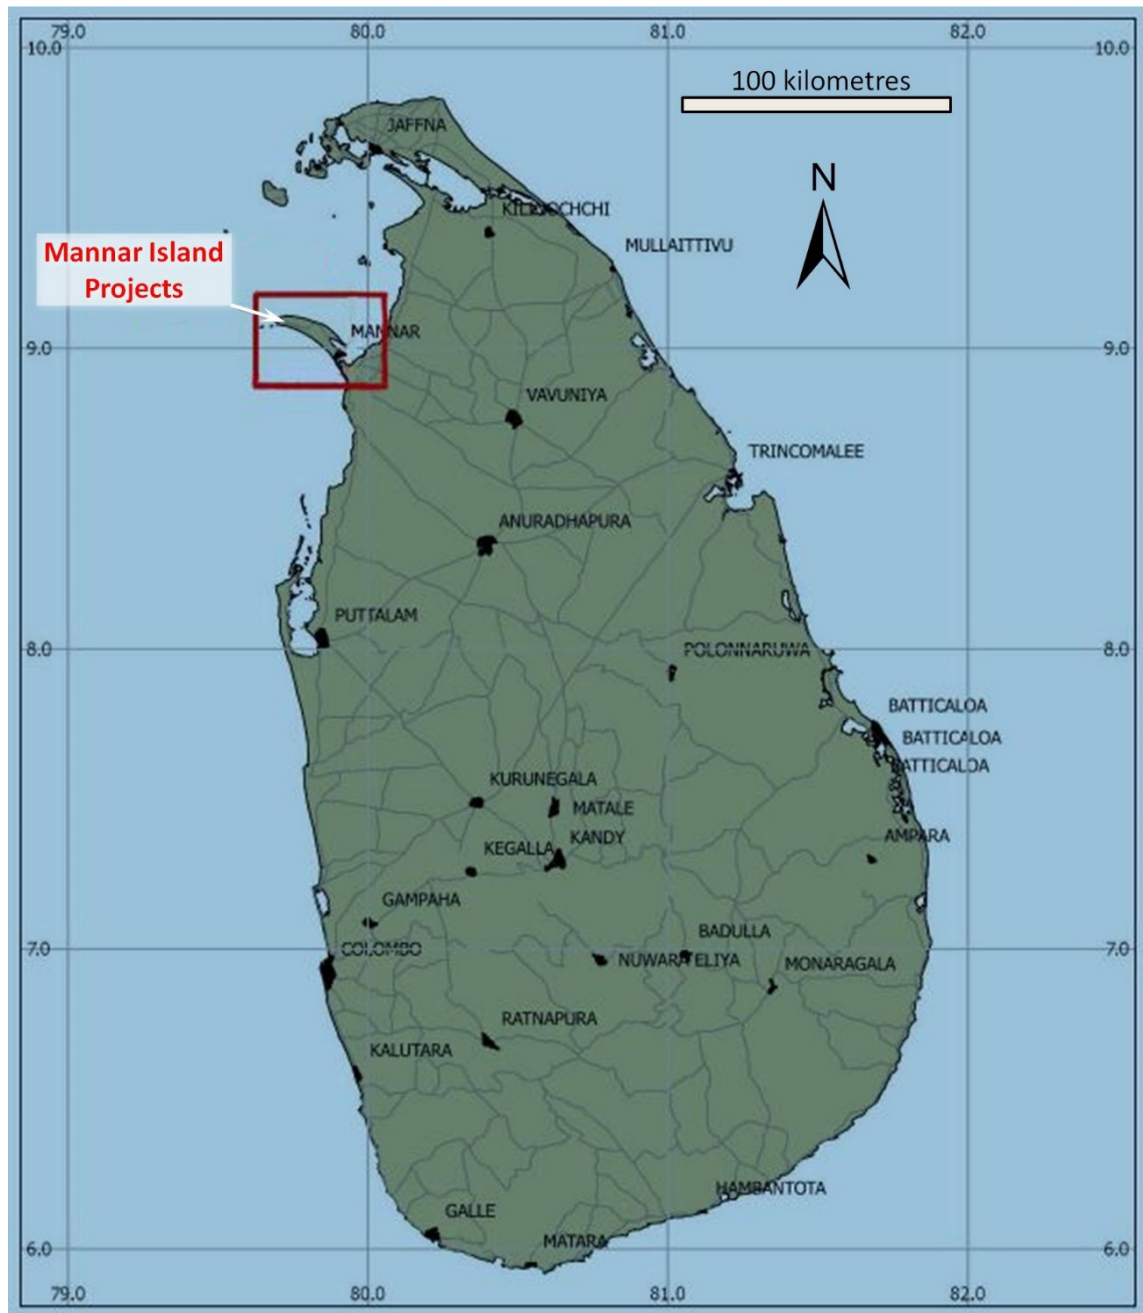 79.0 80.0 81.0 82.0
10.0 10.0
100 kilometres
JAFFNA
N
KILINOCHCHI
MULLAITTIVU
Mannar Island
Projects
MANNAR
9.0 9.0
VAVUNIYA
TRINCOMALEE
ANURADHAPURA
PUTTALAM
8.0 8.0
POLONNARUWA
BATTICALOA
BATTICALOA
BATTICALOA
KURUNEGALA
MATALE
KANDY
AMPARA
KEGALLA
GAMPAHA
BADULLA
COLOMBO
7.0 7.0
NUWARA ELIYA
MONARAGALA
RATNAPURA
KALUTARA
HAMBANTOTA
GALLE
MATARA
6.0 6.0
79.0 80.0 81.0 82.0